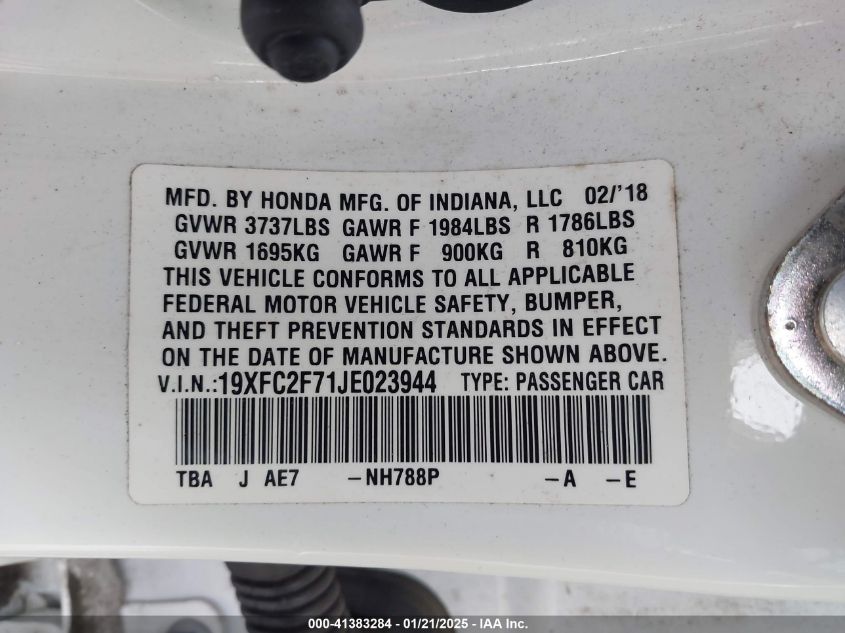 MFD. BY HONDA MFG. OF INDIANA, LLC 02/'18
GVWR 3737LBS GAWR F 1984LBS R 1786LBS
GVWR 1695KG GAWR F 900KG R 810KG
THIS VEHICLE CONFORMS TO ALL APPLICABLE
FEDERAL MOTOR VEHICLE SAFETY, BUMPER,
AND THEFT PREVENTION STANDARDS IN EFFECT
ON THE DATE OF MANUFACTURE SHOWN ABOVE.
V.I.N.:19XFC2F71JE023944 TYPE: PASSENGER CAR
TBA J AE7 -NH788P -A -E
000-41383284 - 01/21/2025 - IAA Inc.